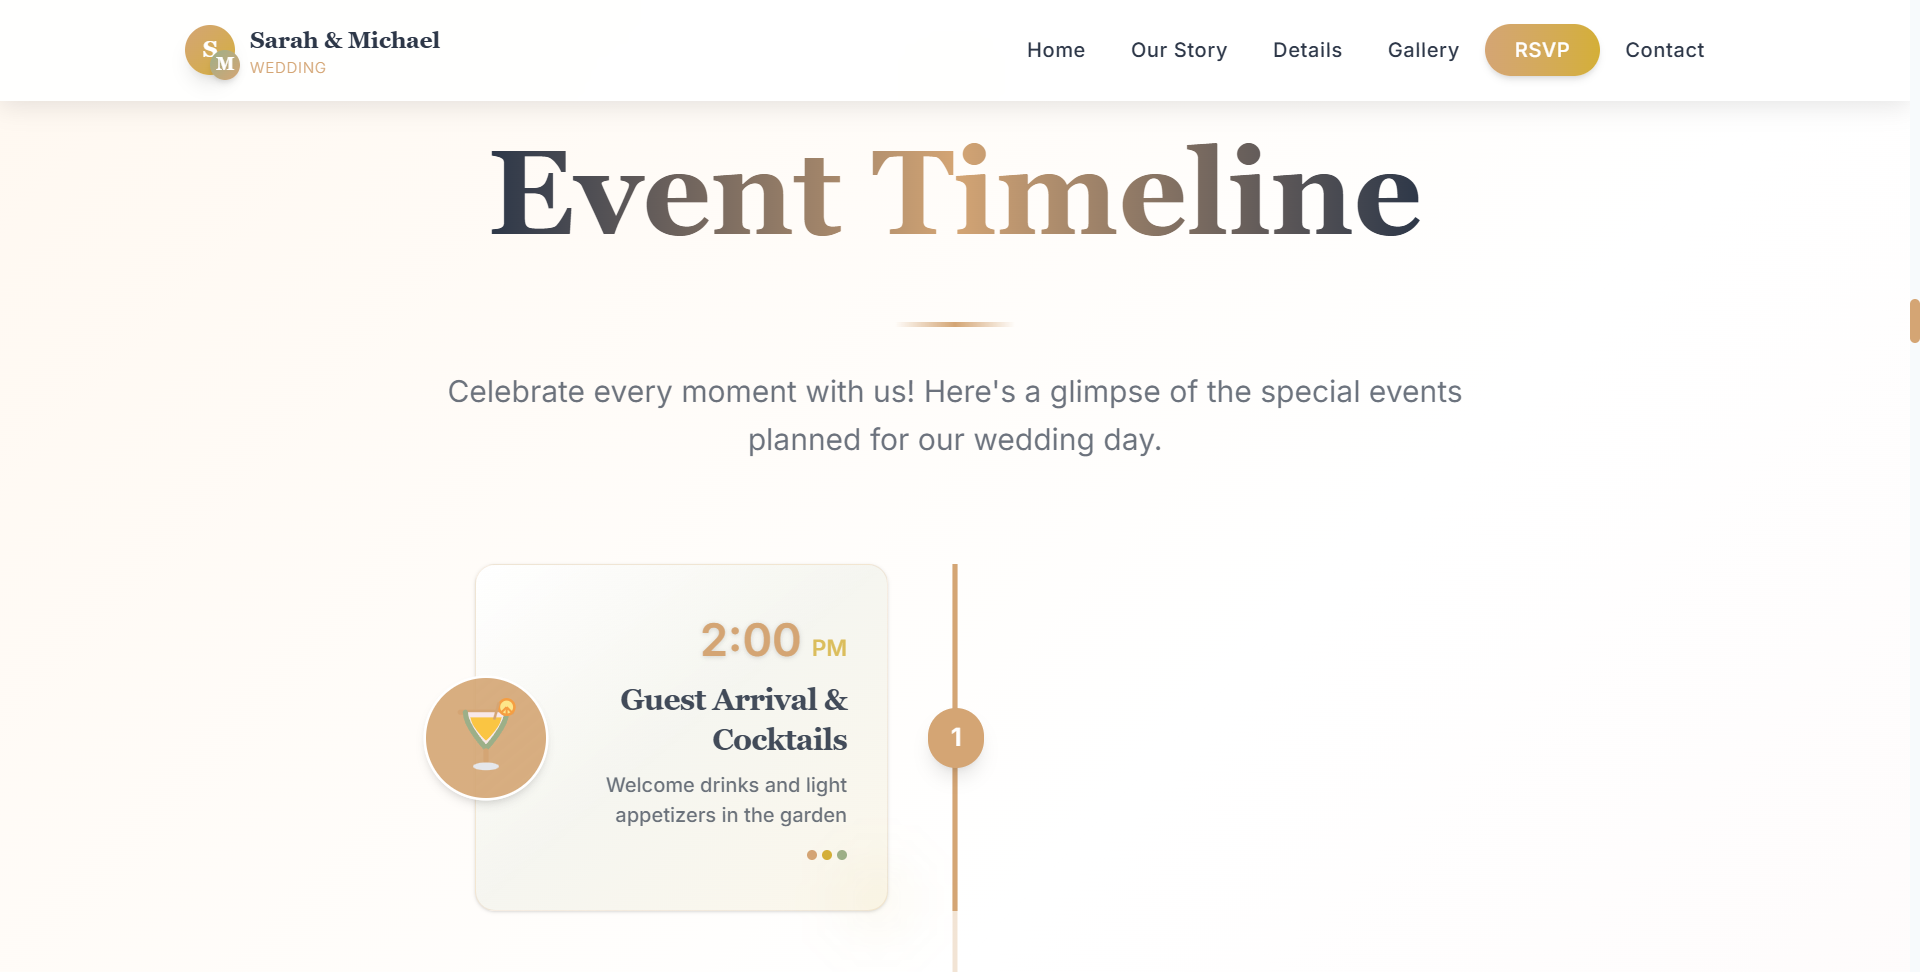 S
M
Sarah & Michael
WEDDING
Home
Our Story
Details
Gallery
RSVP
Contact
Event Timeline
Celebrate every moment with us! Here's a glimpse of the special events
planned for our wedding day.
2:00 PM
Guest Arrival &
Cocktails
Welcome drinks and light
appetizers in the garden
1